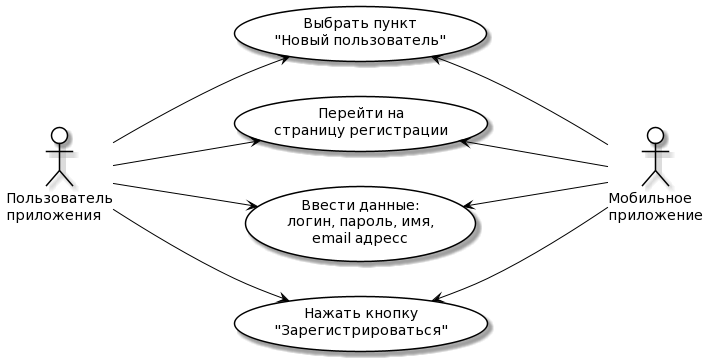 Выбрать пункт
"Новый пользователь"
Перейти на
страницу регистрации
Пользователь
приложения
Мобильное
приложение
Ввести данные:
логин, пароль, имя,
email адресс
Нажать кнопку
"Зарегистрироваться"